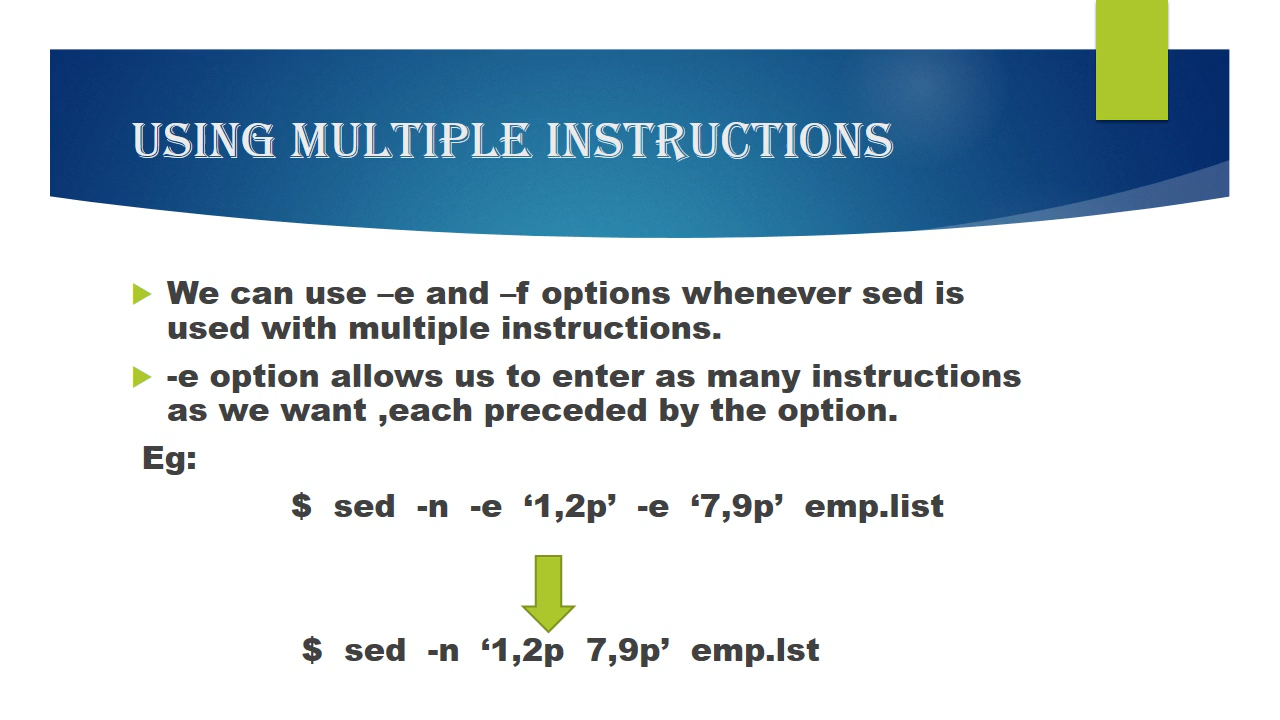 USING MULTIPLE INSTRUCTIONS
We can use –e and –f options whenever sed is
used with multiple instructions.
-e option allows us to enter as many instructions
as we want ,each preceded by the option.
Eg:
$ sed -n -e ‘1,2p’ -e ‘7,9p’ emp.list
$ sed -n ‘1,2p 7,9p’ emp.lst